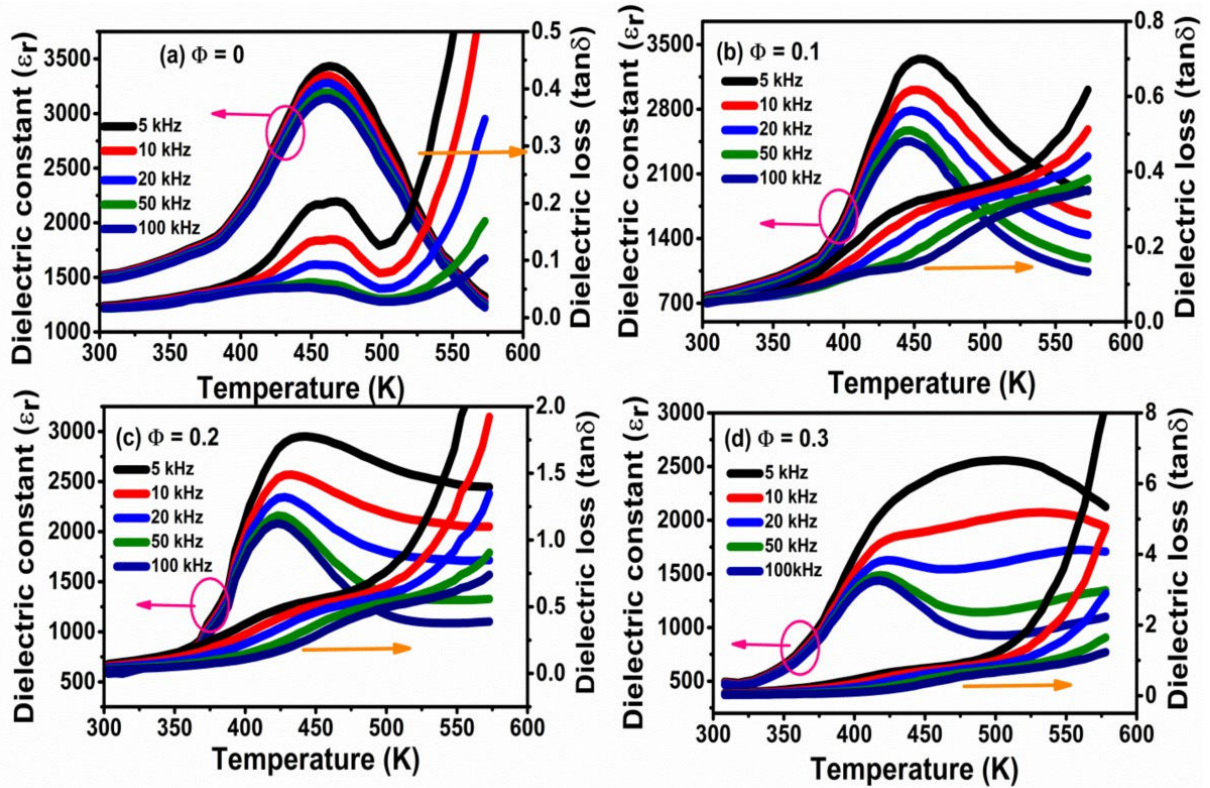 (a) Φ = 0
Dielectric constant (εr)
3500
3250
3000
2750
2500
2250
2000
1750
1500
1250
1000
5 kHz
10 kHz
20 kHz
50 kHz
100 kHz
0.5
0.4
0.3
0.2
0.1
0.0
Dielectric loss (tanδ)
300 350 400 450 500 550 600
Temperature (K)
(b) Φ = 0.1
Dielectric constant (εr)
3500
2800
2100
1400
700
5 kHz
10 kHz
20 kHz
50 kHz
100 kHz
0.8
0.6
0.4
0.2
0.0
Dielectric loss (tanδ)
300 350 400 450 500 550 600
Temperature (K)
(c) Φ = 0.2
Dielectric constant (εr)
3000
2500
2000
1500
1000
500
5 kHz
10 kHz
20 kHz
50 kHz
100 kHz
2.0
1.5
1.0
0.5
0.0
Dielectric loss (tanδ)
300 350 400 450 500 550 600
Temperature (K)
(d) Φ = 0.3
Dielectric constant (εr)
3000
2500
2000
1500
1000
500
5 kHz
10 kHz
20 kHz
50 kHz
100kHz
8
6
4
2
0
Dielectric loss (tanδ)
300 350 400 450 500 550 600
Temperature (K)